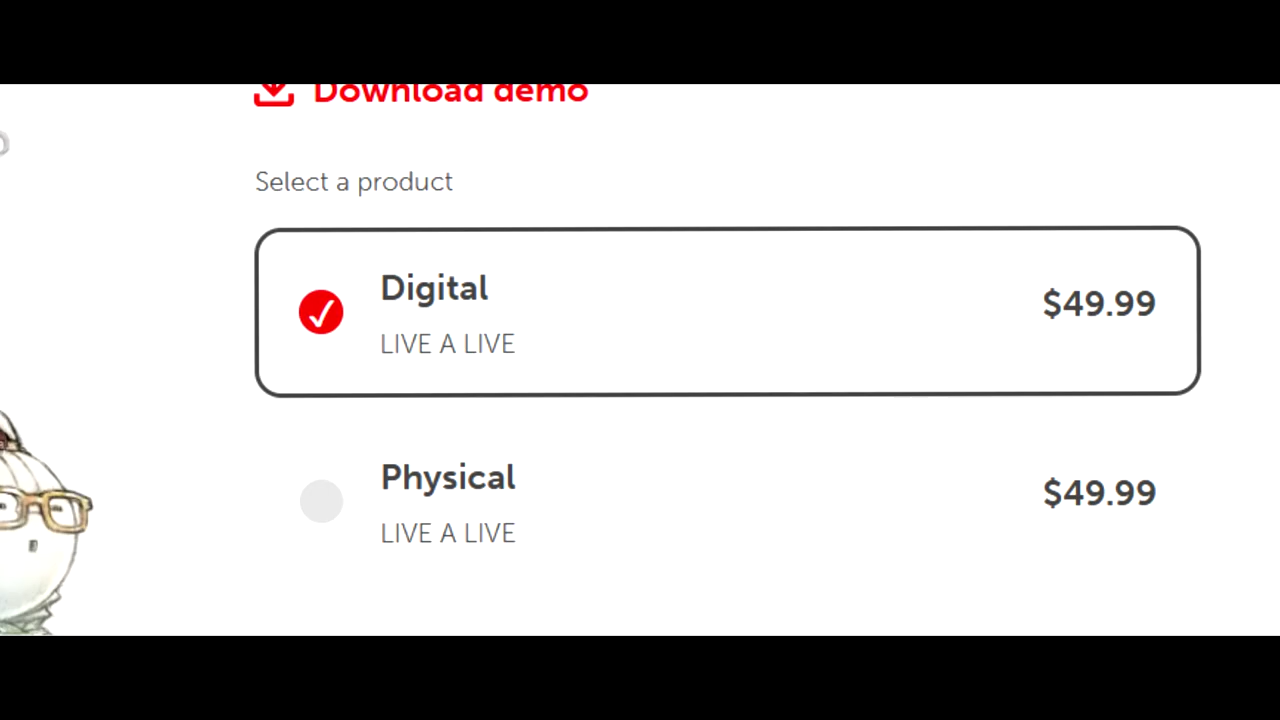 Download demo
Select a product
Digital
$49.99
LIVE A LIVE
Physical
$49.99
LIVE A LIVE